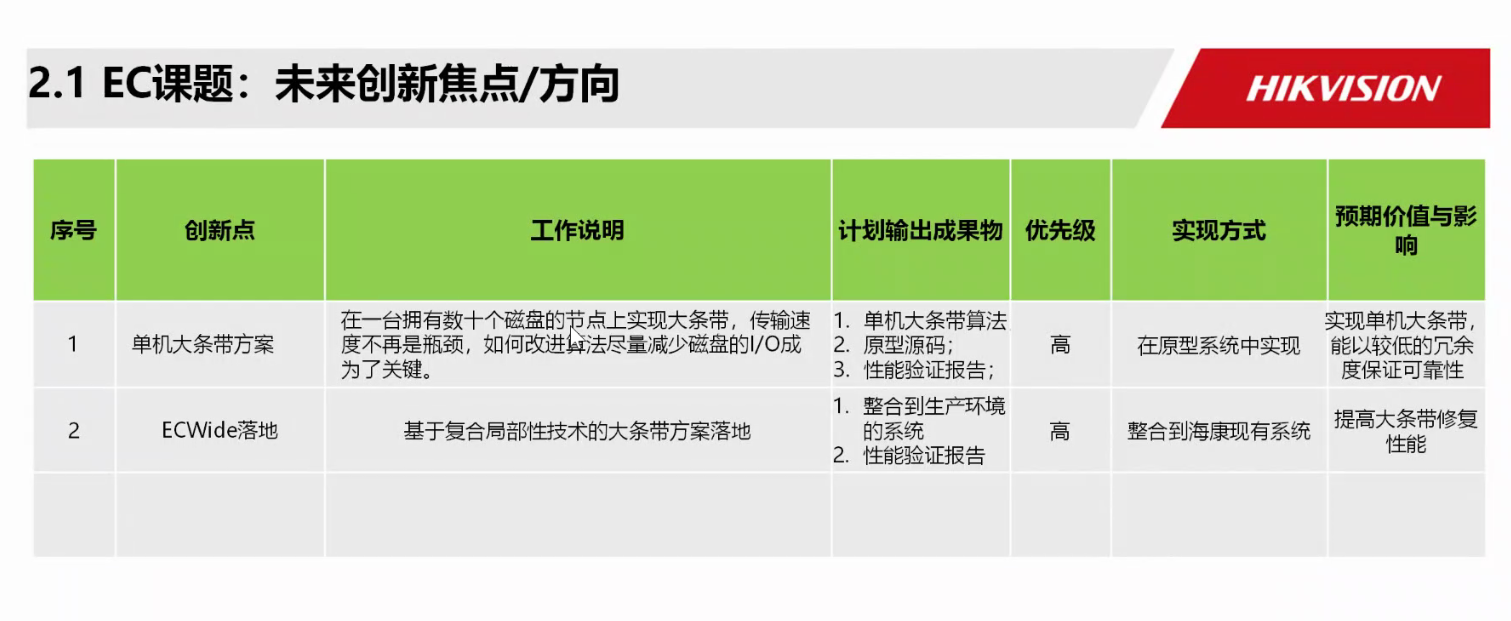 2.1 EC课题：未来创新焦点/方向
HIKVISION
序号
创新点
工作说明
计划输出成果物
优先级
实现方式
预期价值与影
响
1
单机大条带方案
在一台拥有数十个磁盘的节点上实现大条带，传输速
度不再是瓶颈，如何改进算法尽量减少磁盘的I/O成
为了关键。
1. 单机大条带算法
2. 原型源码；
3. 性能验证报告；
高
在原型系统中实现
实现单机大条带，
能以较低的冗余
度保证可靠性
2
ECWide落地
基于复合局部性技术的大条带方案落地
1. 整合到生产环境
的系统
2. 性能验证报告
高
整合到海康现有系统
提高大条带修复
性能